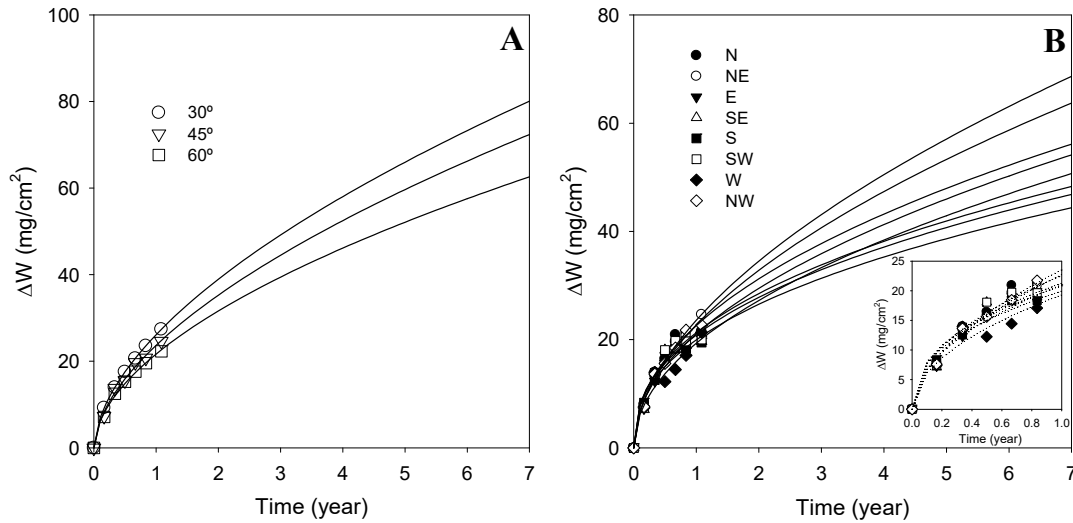 A
100
80
60
40
20
0
ΔW (mg/cm²)
30º
45º
60º
0 1 2 3 4 5 6 7
Time (year)
B
80
60
40
20
0
ΔW (mg/cm²)
N
NE
E
SE
S
SW
W
NW
25
20
15
10
5
0
ΔW (mg/cm²)
0.0 0.2 0.4 0.6 0.8 1.0
Time (year)
0 1 2 3 4 5 6 7
Time (year)